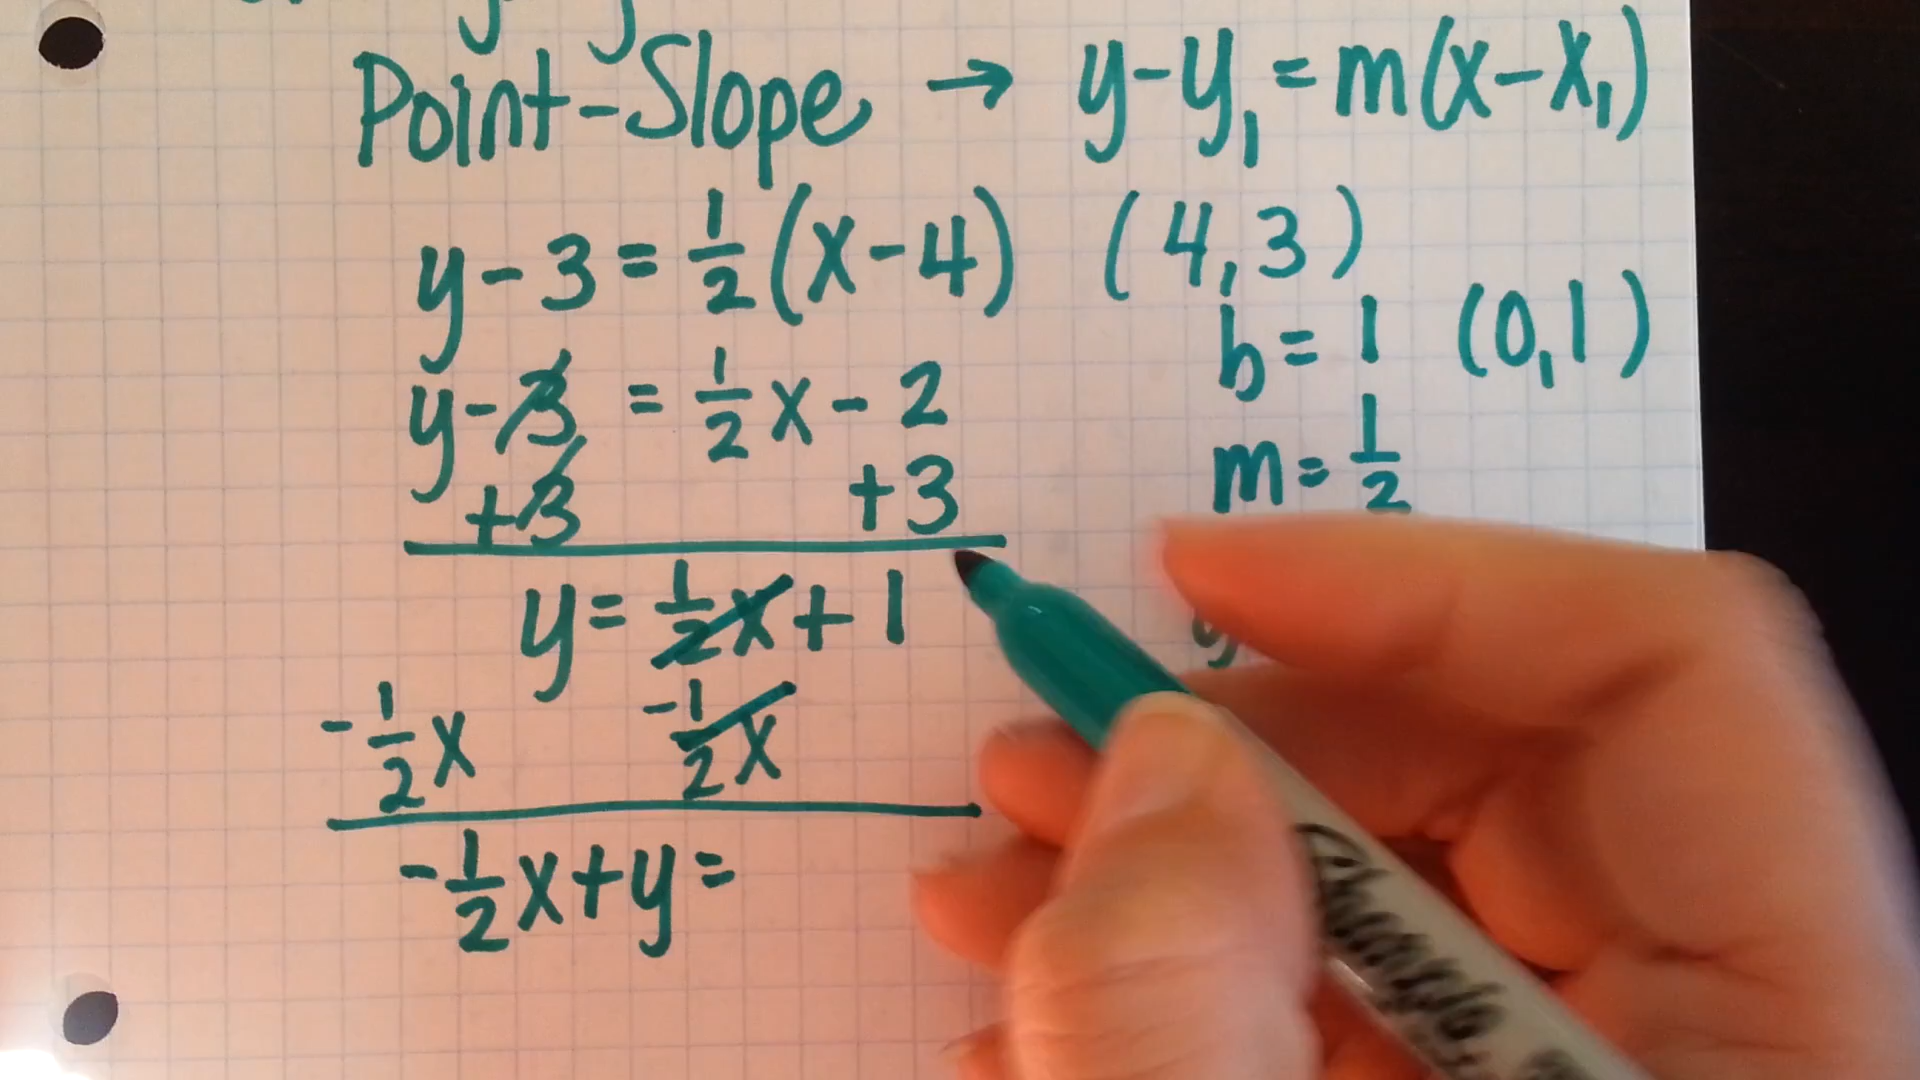 Point-Slope → y-y₁ = m(x-x₁)
y-3 = 1/2(x-4) (4,3)
b = 1 (0,1)
y-3 = 1/2x - 2
m = 1/2
+3 +3
y = 1/2x + 1
-1/2x -1/2x
-1/2x+y=